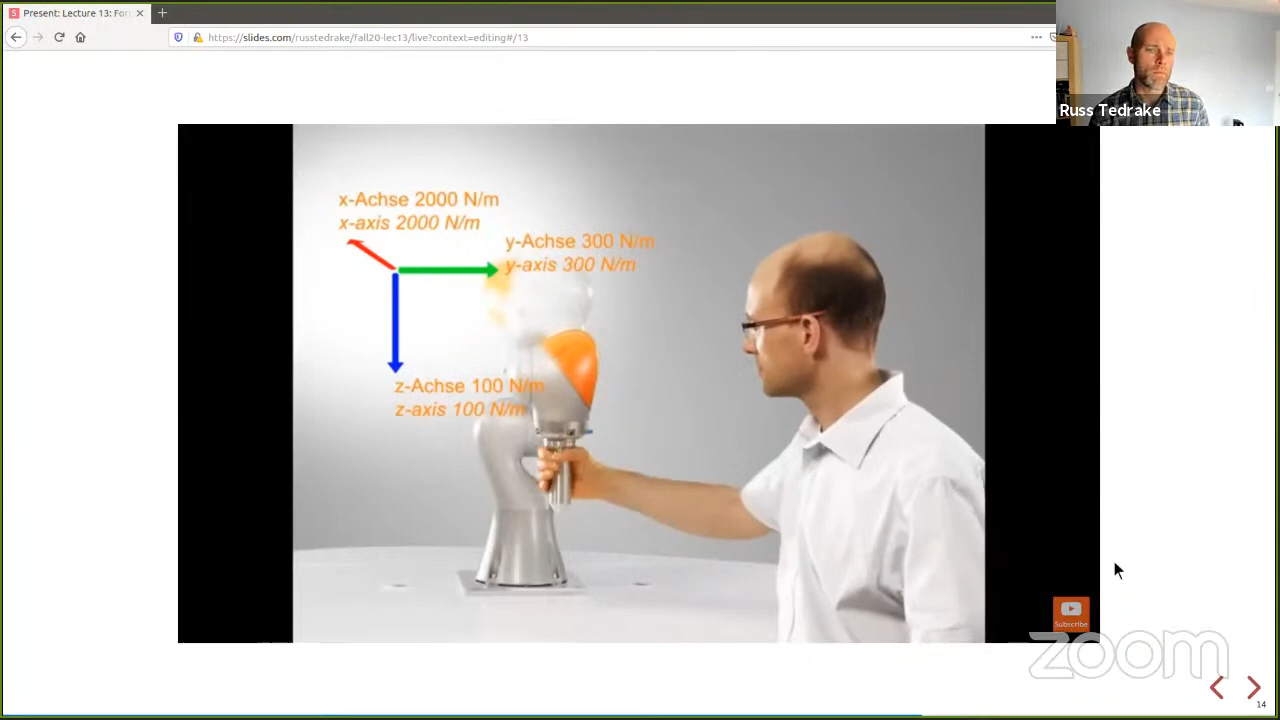 Present: Lecture 13: For
https://slides.com/russtedrake/fall20-lec13/live?context=editing#/13
Russ Tedrake
x-Achse 2000 N/m
x-axis 2000 N/m
y-Achse 300 N/m
y-axis 300 N/m
z-Achse 100 N/m
z-axis 100 N/m
Subscribe
zoom
14